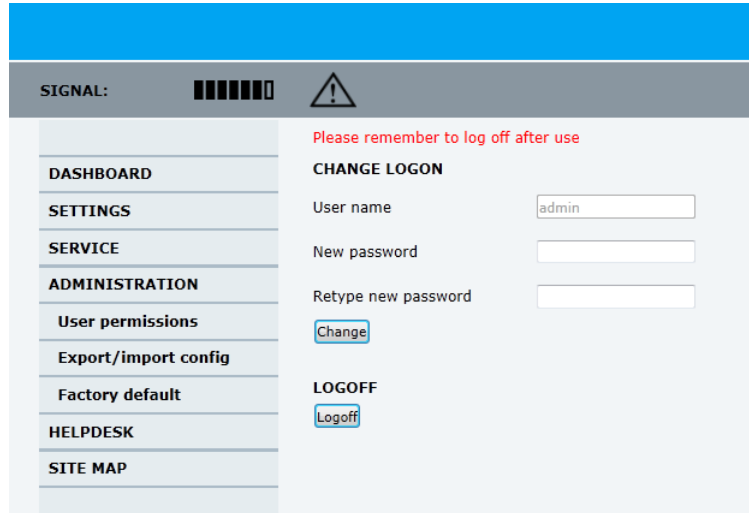 SIGNAL:
Please remember to log off after use
DASHBOARD
SETTINGS
SERVICE
ADMINISTRATION
User permissions
Export/import config
Factory default
HELPDESK
SITE MAP
CHANGE LOGON
User name admin
New password
Retype new password
Change
LOGOFF
Logoff